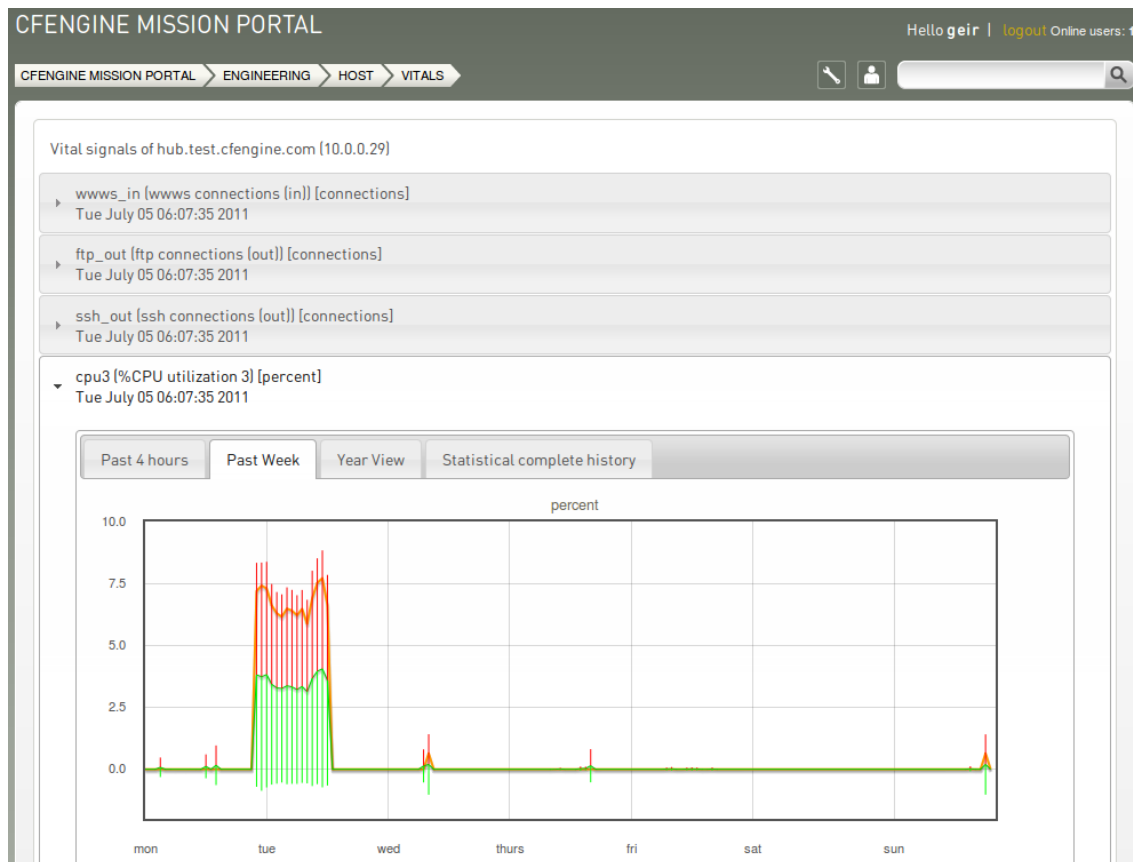 CFENGINE MISSION PORTAL
Hello geir | logout Online users:
CFENGINE MISSION PORTAL ENGINEERING HOST VITALS
Vital signals of hub.test.cfengine.com (10.0.0.29)
wwws_in (wwws connections (in)) [connections]
Tue July 05 06:07:35 2011
ftp_out (ftp connections (out)) [connections]
Tue July 05 06:07:35 2011
ssh_out (ssh connections (out)) [connections]
Tue July 05 06:07:35 2011
cpu3 (%CPU utilization 3) [percent]
Tue July 05 06:07:35 2011
Past 4 hours Past Week Year View Statistical complete history
percent
10.0
7.5
5.0
2.5
0.0
mon tue wed thurs fri sat sun